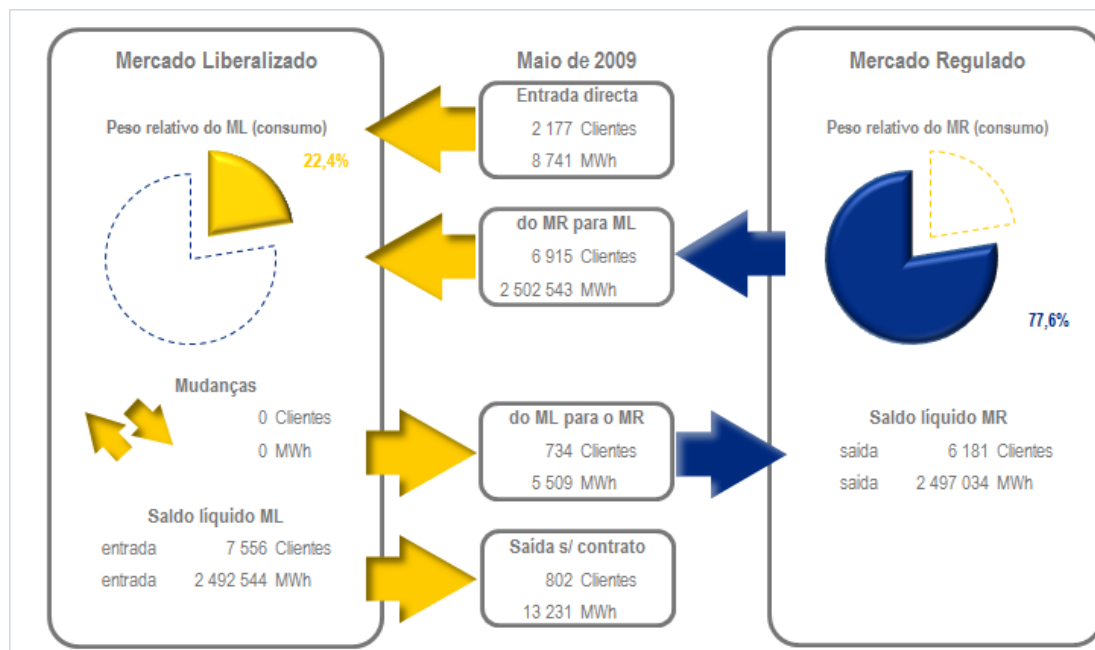 Mercado Liberalizado
Peso relativo do ML (consumo)
22,4%
Mudanças
0 Clientes
0 MWh
Saldo líquido ML
entrada 7 556 Clientes
entrada 2 492 544 MWh
Maio de 2009
Entrada directa
2 177 Clientes
8 741 MWh
do MR para ML
6 915 Clientes
2 502 543 MWh
do ML para o MR
734 Clientes
5 509 MWh
Saída s/ contrato
802 Clientes
13 231 MWh
Mercado Regulado
Peso relativo do MR (consumo)
77,6%
Saldo líquido MR
saida 6 181 Clientes
saida 2 497 034 MWh